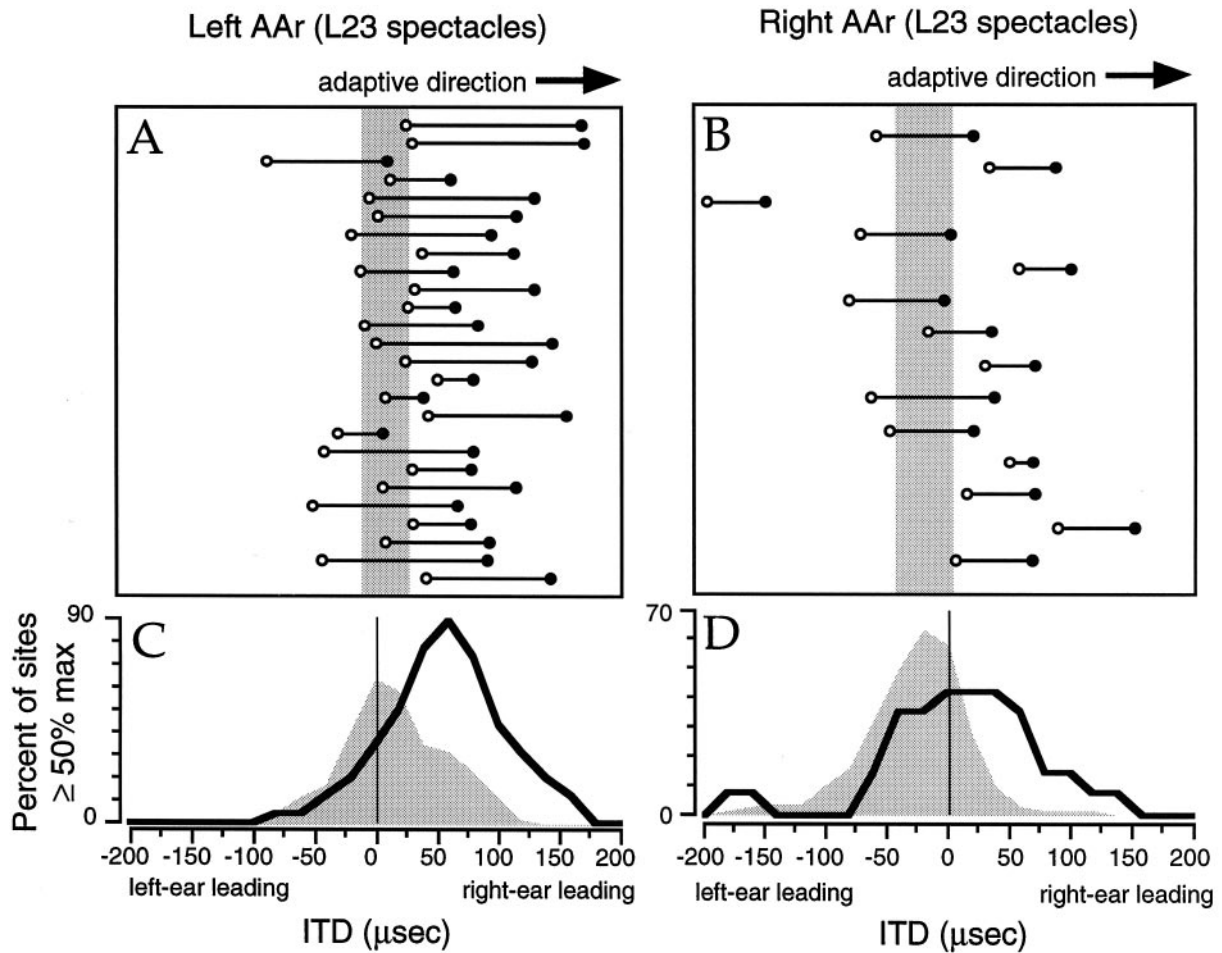 Left AAr (L23 spectacles)
Right AAr (L23 spectacles)
adaptive direction
adaptive direction
A
B
Percent of sites
≥ 50% max
90
C
0
-200 -150 -100 -50 0 50 100 150 200
left-ear leading
right-ear leading
ITD (μsec)
70
D
0
-200 -150 -100 -50 0 50 100 150 200
left-ear leading
right-ear leading
ITD (μsec)